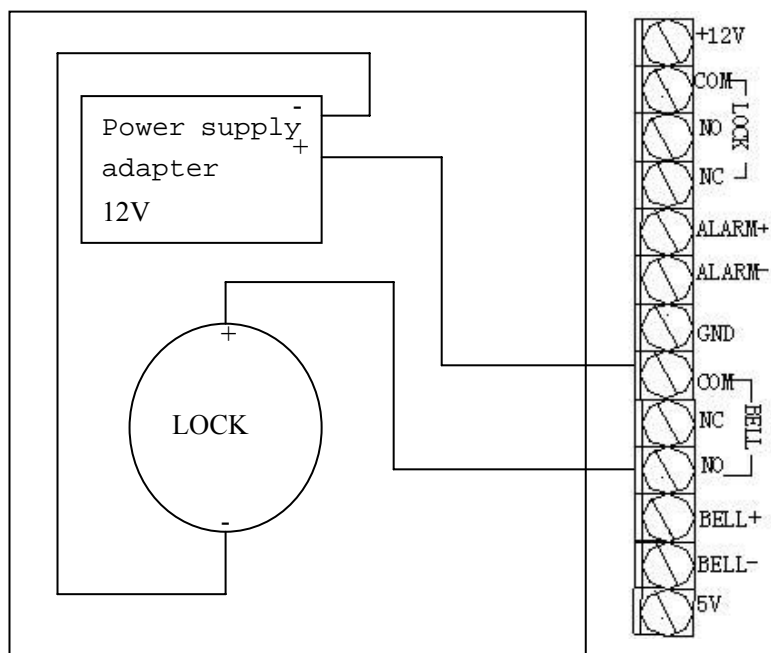 -
Power supply
+
adapter
12V
+
LOCK
-
+12V
COM
NO
LOCK
NC
ALARM+
ALARM-
GND
COM
NC
BELL
NO
BELL+
BELL-
5V